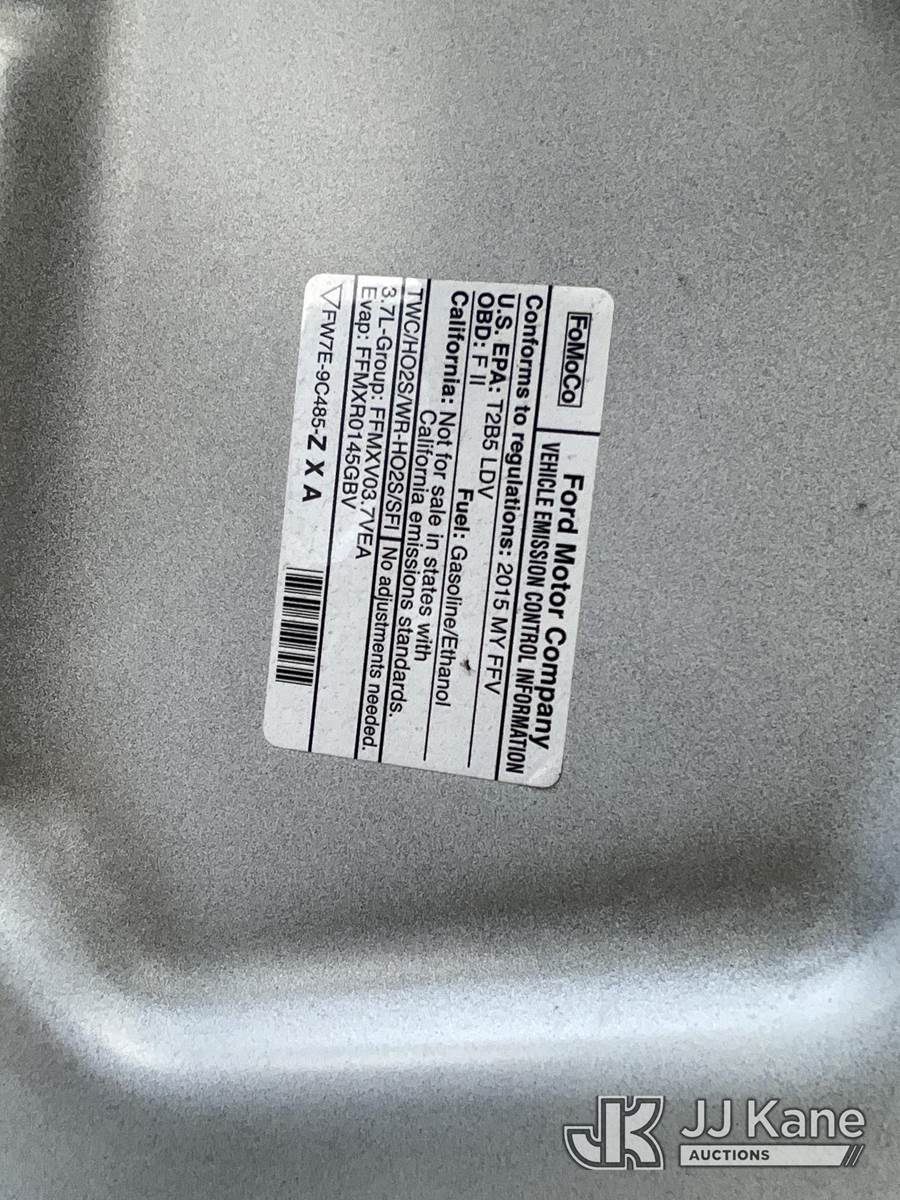 FoMoCo
Ford Motor Company
VEHICLE EMISSION CONTROL INFORMATION
Conforms to regulations: 2015 MY FFV
U.S. EPA: T2B5 LDV
OBD: F II
Fuel: Gasoline/Ethanol
California: Not for sale in states with
California emissions standards.
TWC/HO2S/WR-HO2S/SFI No adjustments needed.
3.7L-Group: FFMXV03.7VEA
Evap: FFMXR0145GBV
▽FW7E-9C485-Z X A
JK JJ Kane
AUCTIONS